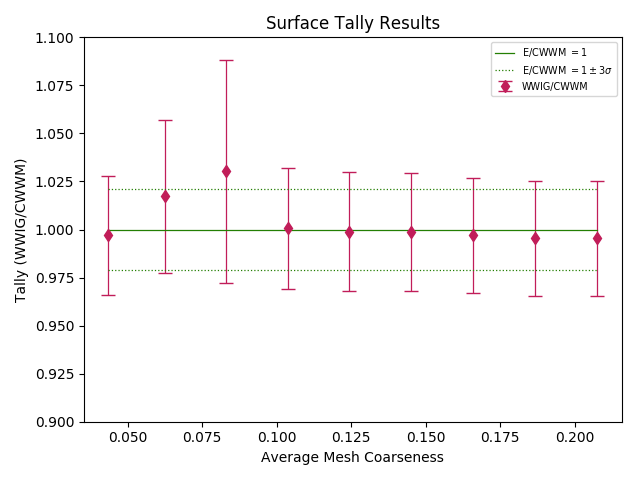 Surface Tally Results
E/CWWM = 1
E/CWWM = 1 ± 3σ
WWIG/CWWM
Tally (WWIG/CWWM)
1.100
1.075
1.050
1.025
1.000
0.975
0.950
0.925
0.900
0.050 0.075 0.100 0.125 0.150 0.175 0.200
Average Mesh Coarseness